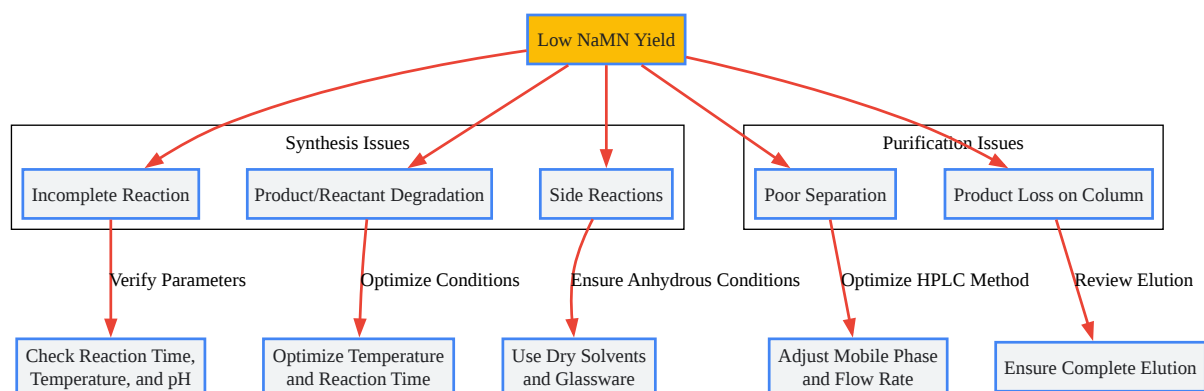 Low NaMN Yield
Synthesis Issues
Purification Issues
Incomplete Reaction
Product/Reactant Degradation
Side Reactions
Poor Separation
Product Loss on Column
Verify Parameters
Optimize Conditions
Ensure Anhydrous Conditions
Optimize HPLC Method
Review Elution
Check Reaction Time,
Temperature, and pH
Optimize Temperature
and Reaction Time
Use Dry Solvents
and Glassware
Adjust Mobile Phase
and Flow Rate
Ensure Complete Elution